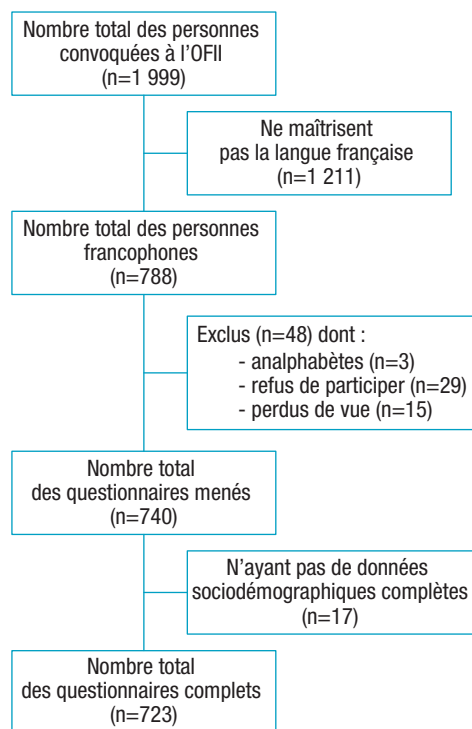 Nombre total des personnes
convoquées à l'OFII
(n=1 999)
Ne maîtrisent
pas la langue française
(n=1 211)
Nombre total des personnes
francophones
(n=788)
Exclus (n=48) dont :
- analphabètes (n=3)
- refus de participer (n=29)
- perdus de vue (n=15)
Nombre total
des questionnaires menés
(n=740)
N'ayant pas de données
sociodémographiques complètes
(n=17)
Nombre total
des questionnaires complets
(n=723)